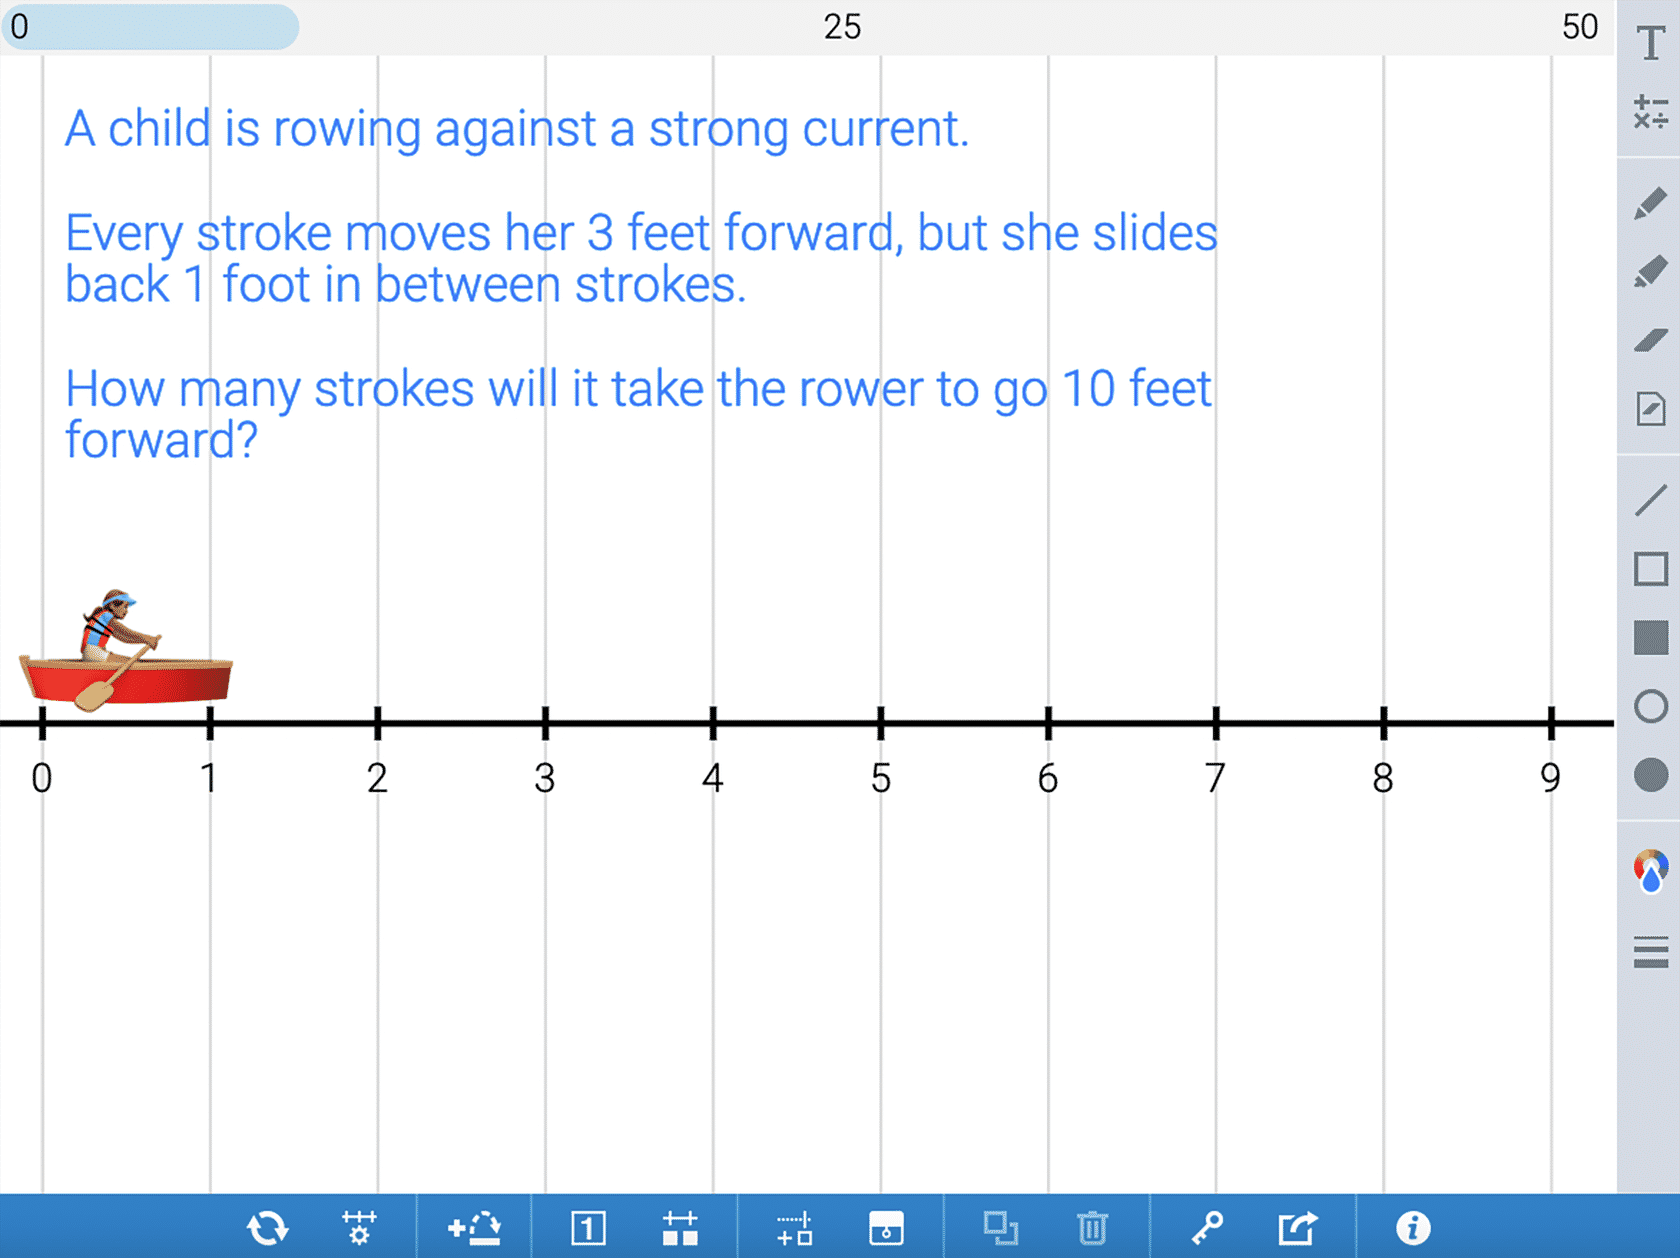 0 25 50
A child is rowing against a strong current.
Every stroke moves her 3 feet forward, but she slides
back 1 foot in between strokes.
How many strokes will it take the rower to go 10 feet
forward?
0 1 2 3 4 5 6 7 8 9
T
1
i